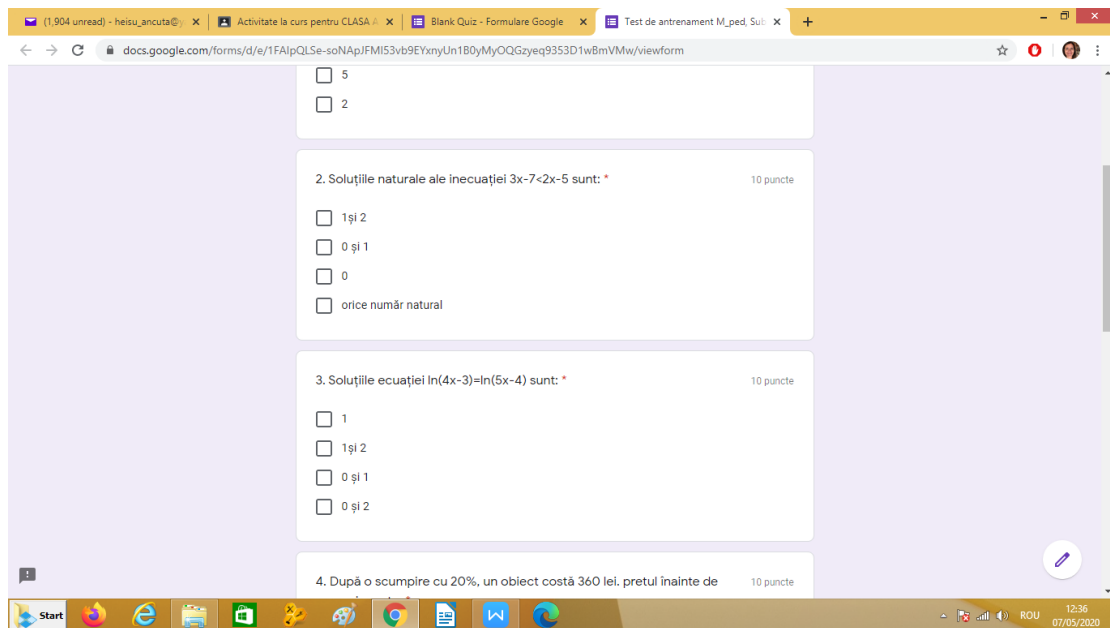 (1,904 unread) - heisu_ancuta@
Activitate la curs pentru CLASA A
Blank Quiz - Formulare Google
Test de antrenament M_ped, Sub
docs.google.com/forms/d/e/1FAIpQLSe-soNApJFMI53vb9EYxnyUn1B0yMyOQGzyeq9353D1wBmVMw/viewform
5
2
2. Soluțiile naturale ale inecuației 3x-7<2x-5 sunt: *
10 puncte
1și 2
0 și 1
0
orice număr natural
3. Soluțiile ecuației ln(4x-3)=ln(5x-4) sunt: *
10 puncte
1
1și 2
0 și 1
0 și 2
4. După o scumpire cu 20%, un obiect costă 360 lei. pretul înainte de
10 puncte
Start
ROU
12:36
07/05/2020